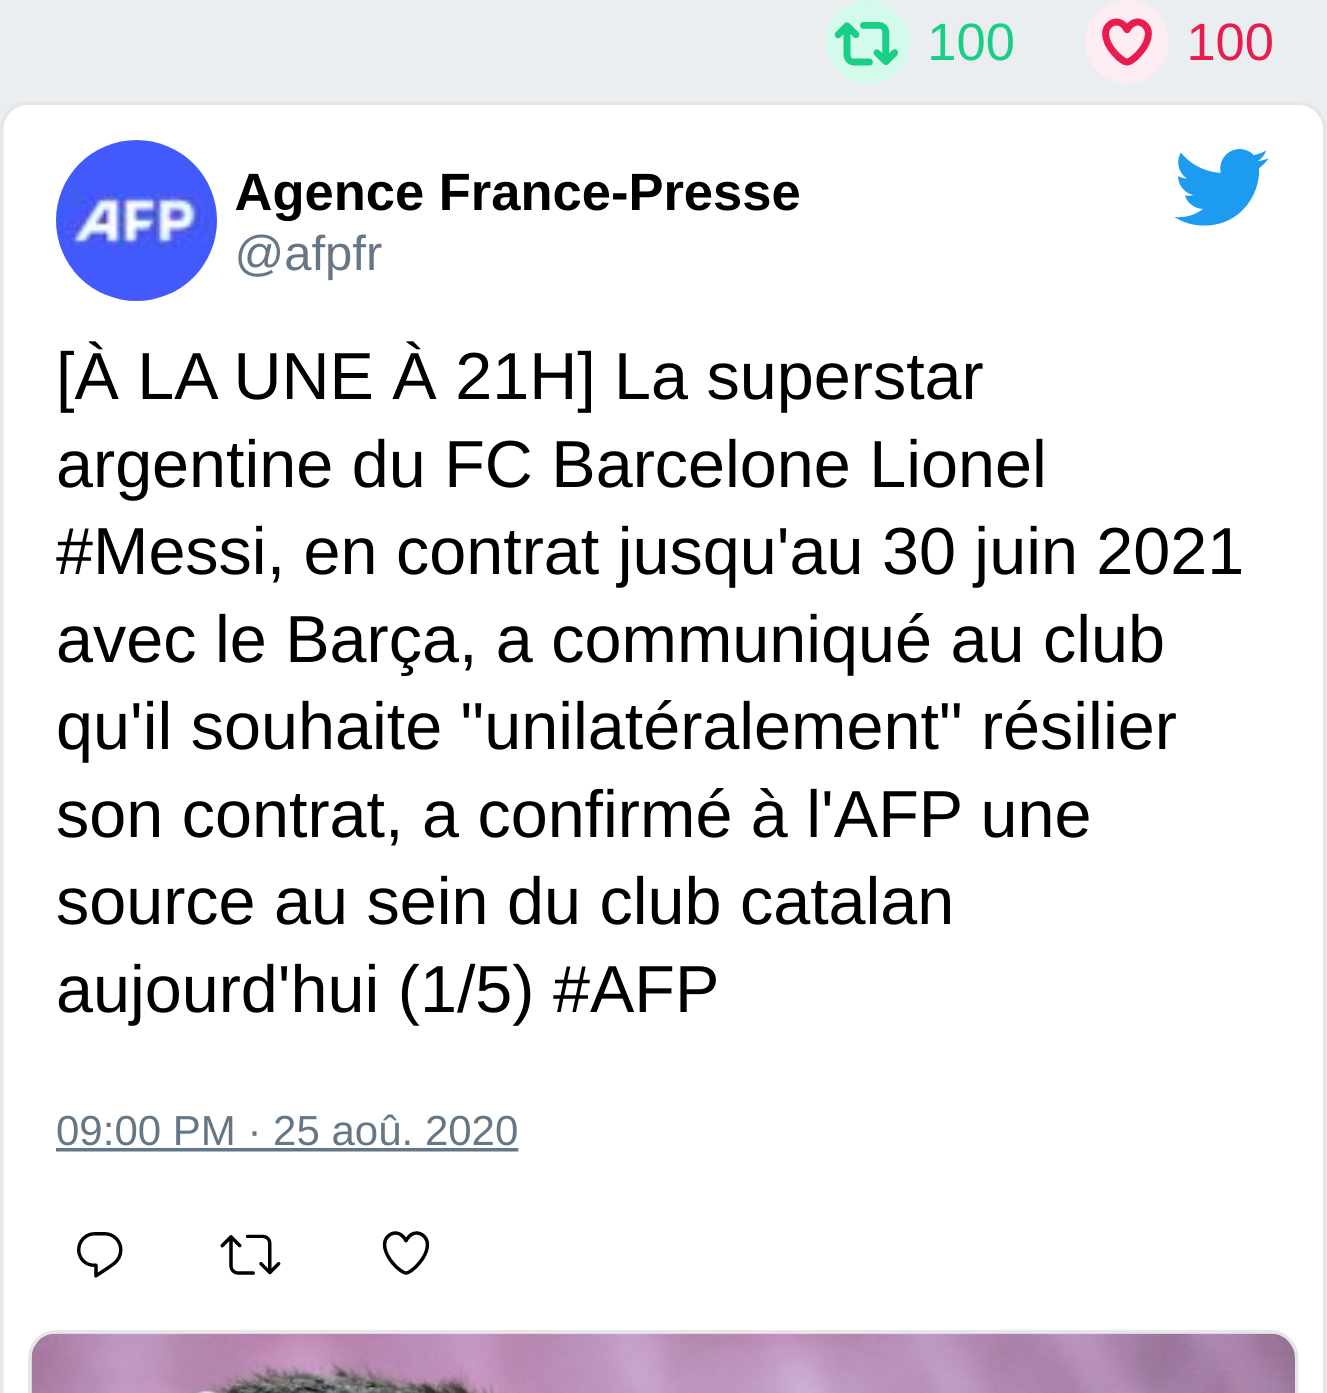 100 100
AFP
Agence France-Presse
@afpfr
[À LA UNE À 21H] La superstar
argentine du FC Barcelone Lionel
#Messi, en contrat jusqu'au 30 juin 2021
avec le Barça, a communiqué au club
qu'il souhaite "unilatéralement" résilier
son contrat, a confirmé à l'AFP une
source au sein du club catalan
aujourd'hui (1/5) #AFP
09:00 PM · 25 aoû. 2020